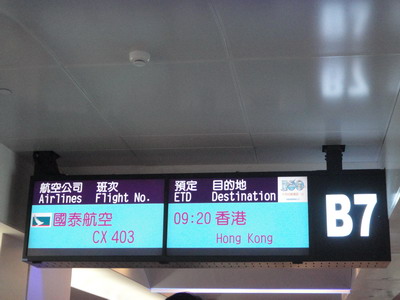 航空公司 班次
Airlines Flight No.
國泰航空
CX 403
預定 目的地
ETD Destination
09:20 香港
Hong Kong
B7